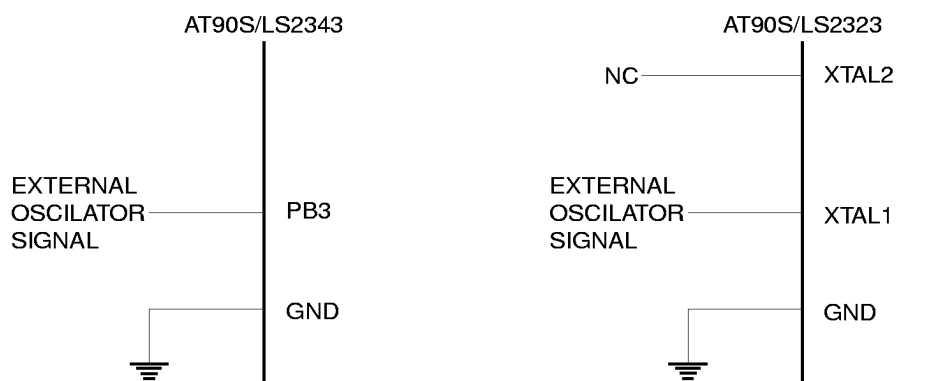 AT90S/LS2343
EXTERNAL
OSCILATOR
SIGNAL
PB3
GND
AT90S/LS2323
NC
XTAL2
EXTERNAL
OSCILATOR
SIGNAL
XTAL1
GND